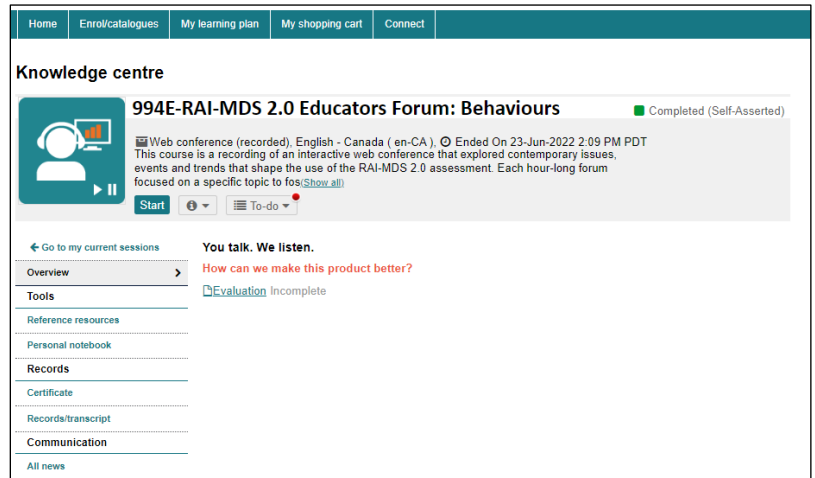 Home Enrol/catalogues My learning plan My shopping cart Connect
Knowledge centre
994E-RAI-MDS 2.0 Educators Forum: Behaviours
Completed (Self-Asserted)
Web conference (recorded), English - Canada ( en-CA ), Ended On 23-Jun-2022 2:09 PM PDT
This course is a recording of an interactive web conference that explored contemporary issues,
events and trends that shape the use of the RAI-MDS 2.0 assessment. Each hour-long forum
focused on a specific topic to fos(Show all)
Start To-do
Go to my current sessions
Overview
Tools
Reference resources
Personal notebook
Records
Certificate
Records/transcript
Communication
All news
You talk. We listen.
How can we make this product better?
Evaluation Incomplete